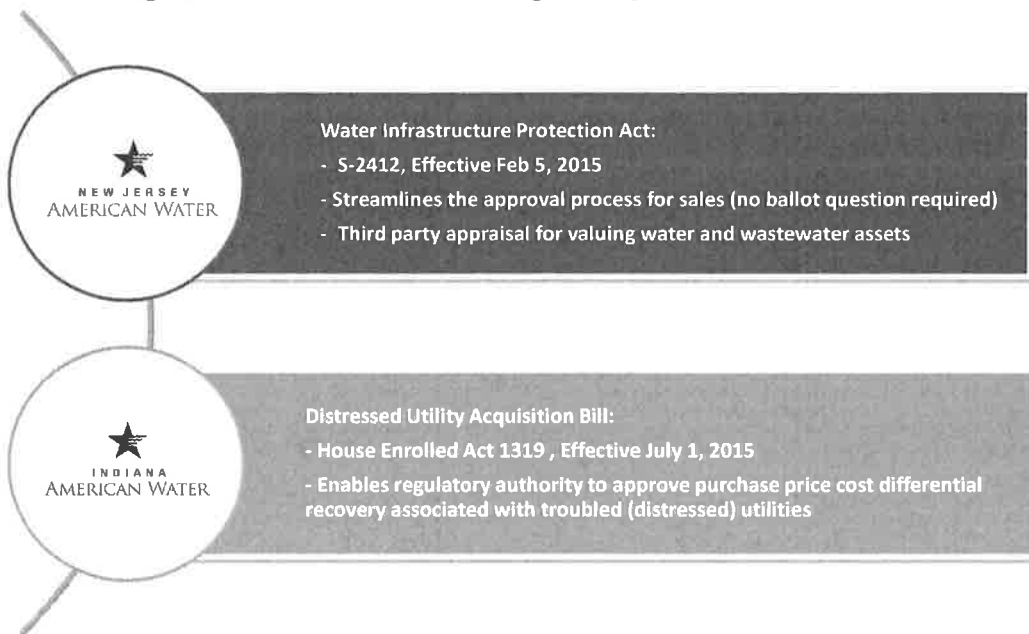 NEW JERSEY
AMERICAN WATER
Water Infrastructure Protection Act:
- S-2412, Effective Feb 5, 2015
- Streamlines the approval process for sales (no ballot question required)
- Third party appraisal for valuing water and wastewater assets
INDIANA
AMERICAN WATER
Distressed Utility Acquisition Bill:
- House Enrolled Act 1319 , Effective July 1, 2015
- Enables regulatory authority to approve purchase price cost differential
recovery associated with troubled (distressed) utilities